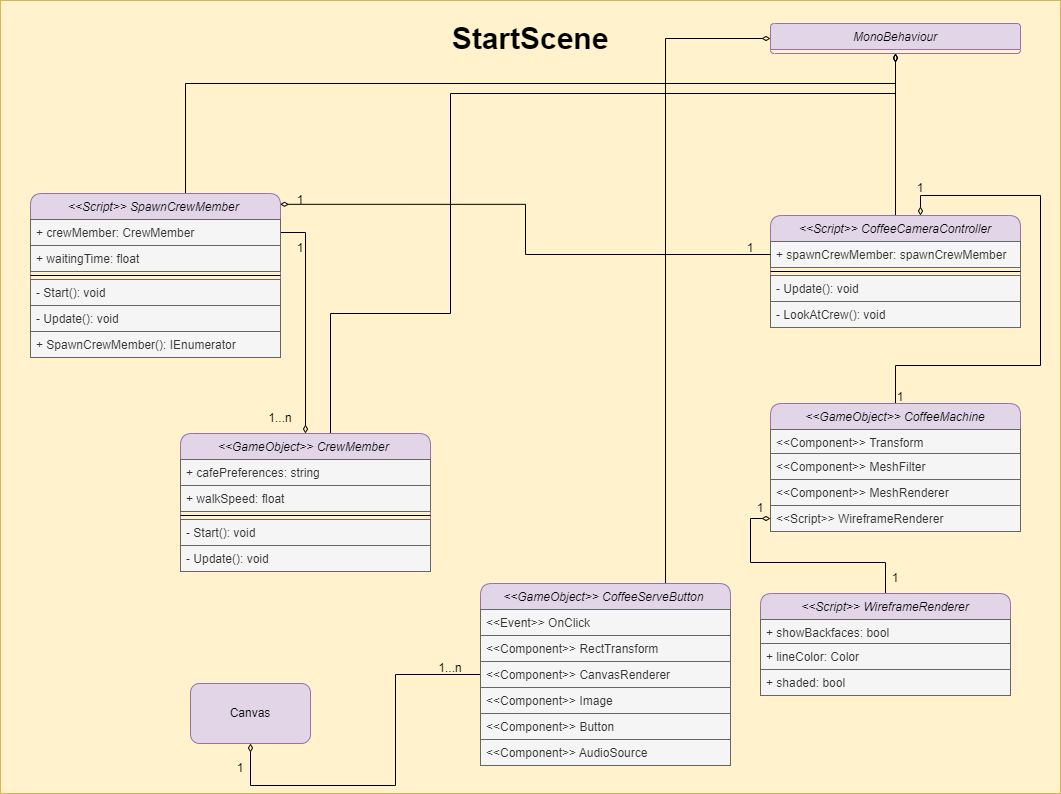 StartScene
MonoBehaviour
<<Script>> SpawnCrewMember
+ crewMember: CrewMember
+ waitingTime: float
- Start(): void
- Update(): void
+ SpawnCrewMember(): IEnumerator
1
1
1
1
<<Script>> CoffeeCameraController
+ spawnCrewMember: spawnCrewMember
- Update(): void
- LookAtCrew(): void
1...n
<<GameObject>> CrewMember
+ cafePreferences: string
+ walkSpeed: float
- Start(): void
- Update(): void
1
<<GameObject>> CoffeeMachine
<<Component>> Transform
<<Component>> MeshFilter
<<Component>> MeshRenderer
<<Script>> WireframeRenderer
1
1
<<Script>> WireframeRenderer
+ showBackfaces: bool
+ lineColor: Color
+ shaded: bool
<<GameObject>> CoffeeServeButton
<<Event>> OnClick
<<Component>> RectTransform
<<Component>> CanvasRenderer
<<Component>> Image
<<Component>> Button
<<Component>> AudioSource
1...n
Canvas
1